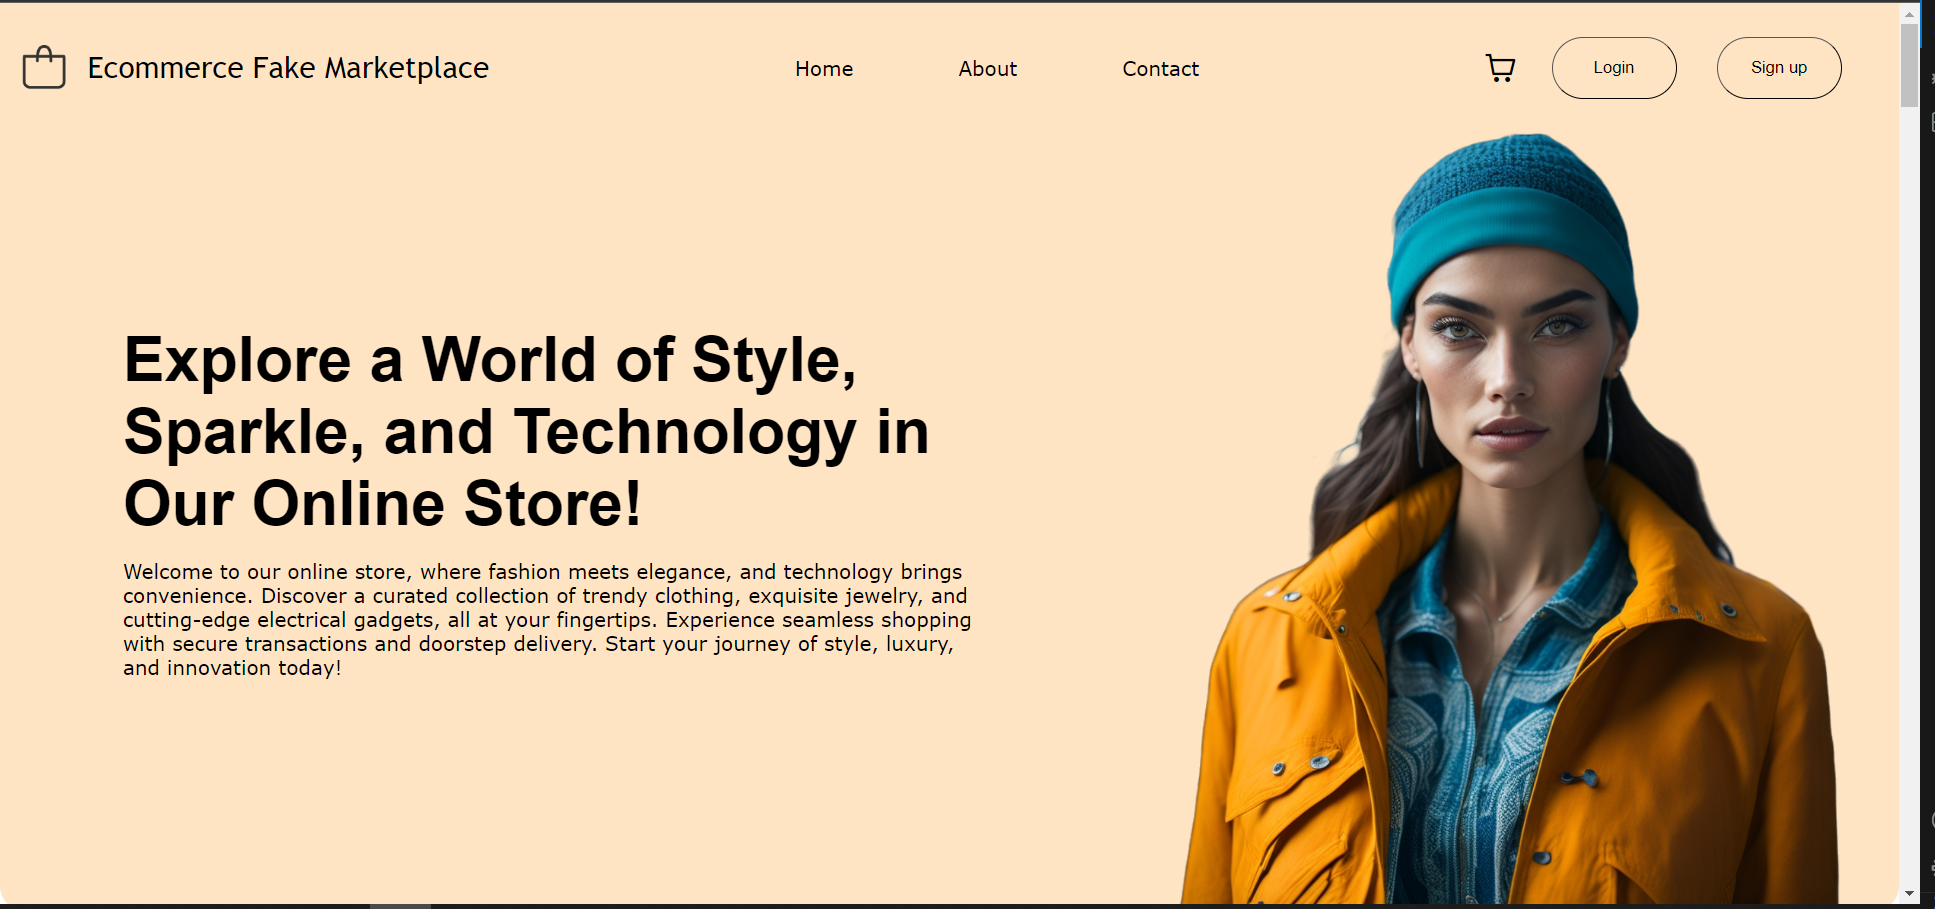 Ecommerce Fake Marketplace
Home
About
Contact
Login
Sign up
Explore a World of Style,
Sparkle, and Technology in
Our Online Store!
Welcome to our online store, where fashion meets elegance, and technology brings
convenience. Discover a curated collection of trendy clothing, exquisite jewelry, and
cutting-edge electrical gadgets, all at your fingertips. Experience seamless shopping
with secure transactions and doorstep delivery. Start your journey of style, luxury,
and innovation today!